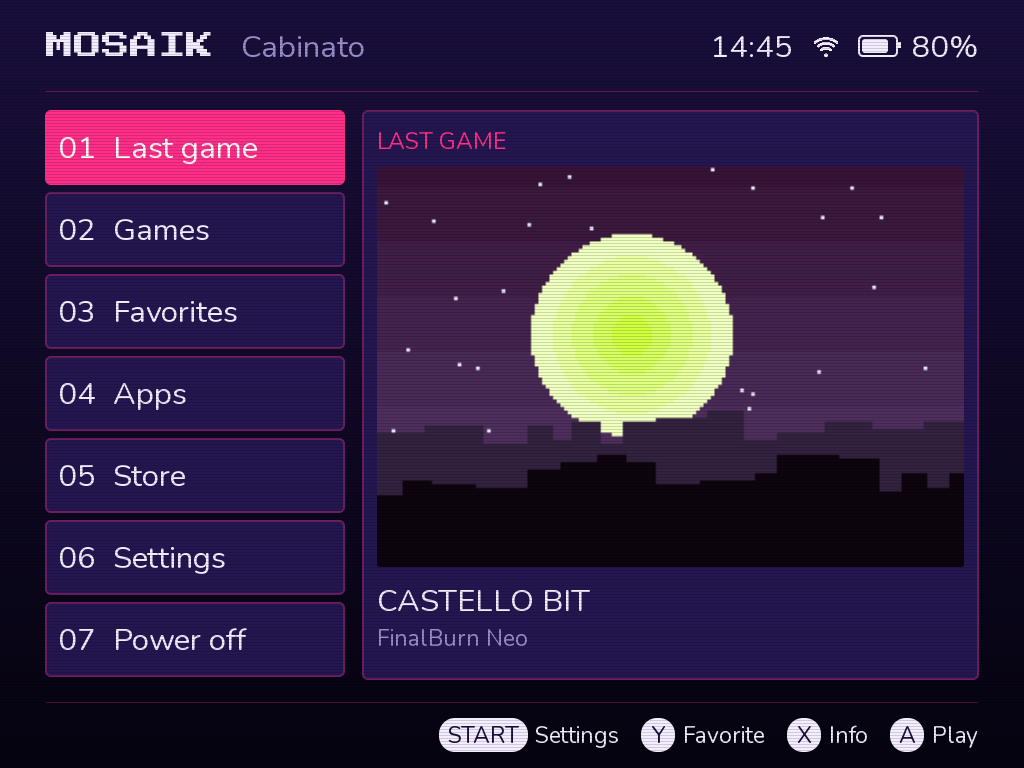 MOSAIK Cabinato 14:45 80%
01 Last game
02 Games
03 Favorites
04 Apps
05 Store
06 Settings
07 Power off
LAST GAME
CASTELLO BIT
FinalBurn Neo
START Settings Y Favorite X Info A Play